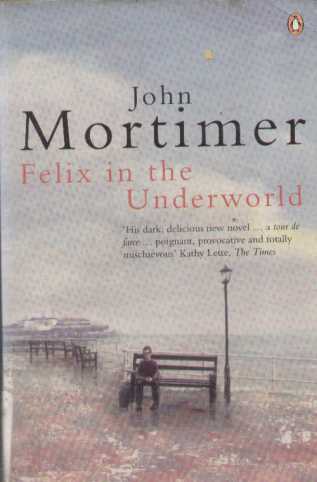 John
Mortimer
Felix in the
Underworld
'His dark, delicious new novel ... a tour de
force ... poignant, provocative and totally
mischievous' Kathy Lette, The Times